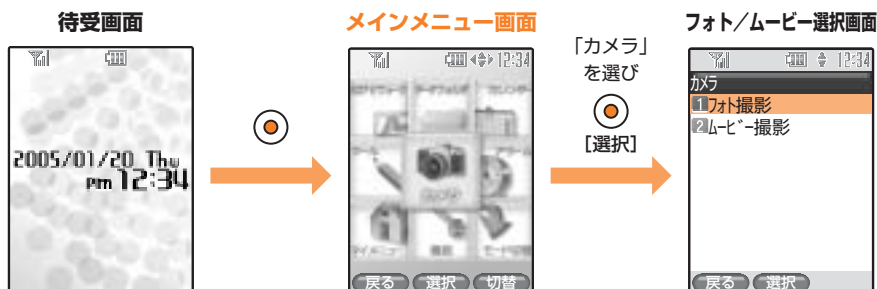 待受画面
2005/01/20 Thu
PM 12:34
メインメニュー画面
12:34
戻る 選択 切替
「カメラ」
を選び
[選択]
フォト／ムービー選択画面
12:34
カメラ
1フォト撮影
2ムービー撮影
戻る 選択